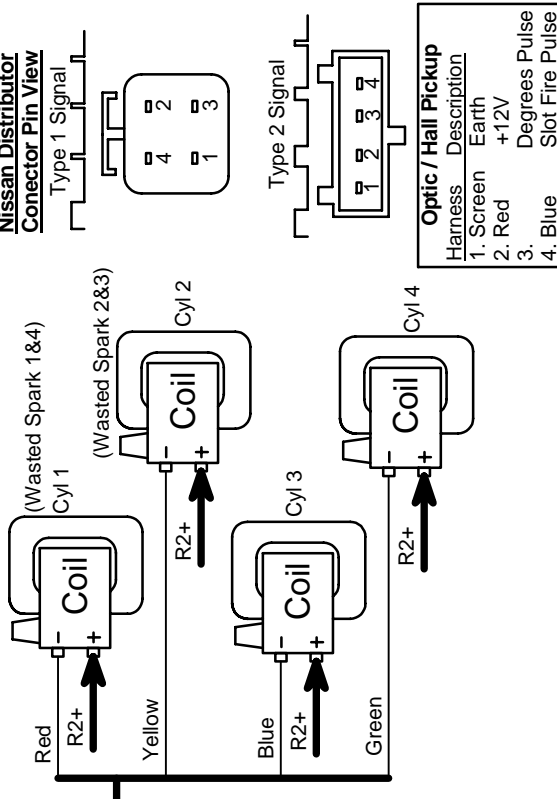 (Wasted Spark 1&4)
Cyl 1
Red
R2+
−
+
Coil
(Wasted Spark 2&3)
Cyl 2
Yellow
R2+
−
+
Coil
Cyl 3
Blue
R2+
−
+
Coil
Cyl 4
Green
R2+
−
+
Coil
Nissan Distributor
Conector Pin View
Type 1 Signal
4 2
1 3
Type 2 Signal
1 2 3 4
Optic / Hall Pickup
Harness Description
1. Screen Earth
2. Red +12V
3. Degrees Pulse
4. Blue Slot Fire Pulse